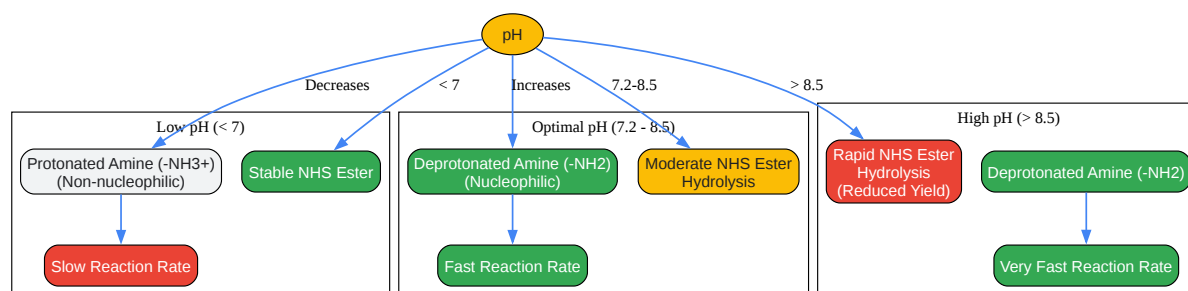 pH
Decreases
< 7
Increases
7.2-8.5
> 8.5
Low pH (< 7)
Optimal pH (7.2 - 8.5)
High pH (> 8.5)
Protonated Amine (-NH3+)
(Non-nucleophilic)
Stable NHS Ester
Deprotonated Amine (-NH2)
(Nucleophilic)
Moderate NHS Ester
Hydrolysis
Rapid NHS Ester
Hydrolysis
(Reduced Yield)
Deprotonated Amine (-NH2)
Slow Reaction Rate
Fast Reaction Rate
Very Fast Reaction Rate